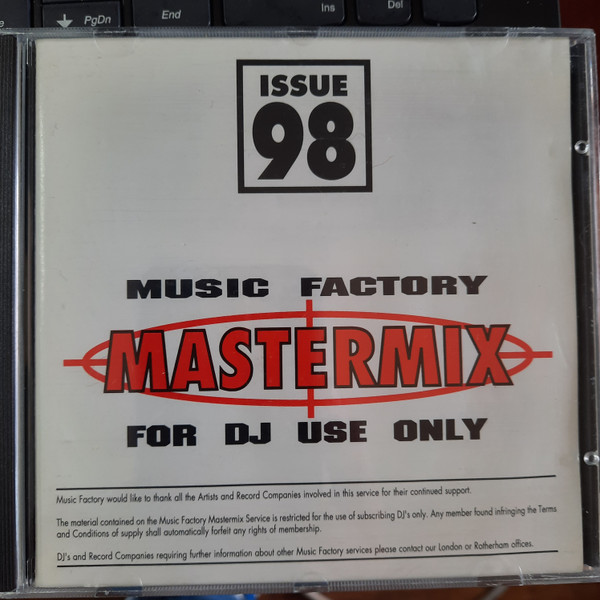 PgDn
End
Ins
Del
ISSUE
98
MUSIC FACTORY
MASTERMIX
FOR DJ USE ONLY
Music Factory would like to thank all the Artists and Record Companies involved in this service for their continued support.
The material contained on the Music Factory Mastermix Service is restricted for the use of subscribing DJ's only. Any member found infringing the Terms
and Conditions of supply shall automatically forfeit any rights of membership.
DJ's and Record Companies requiring further information about other Music Factory services please contact our London or Rotherham offices.